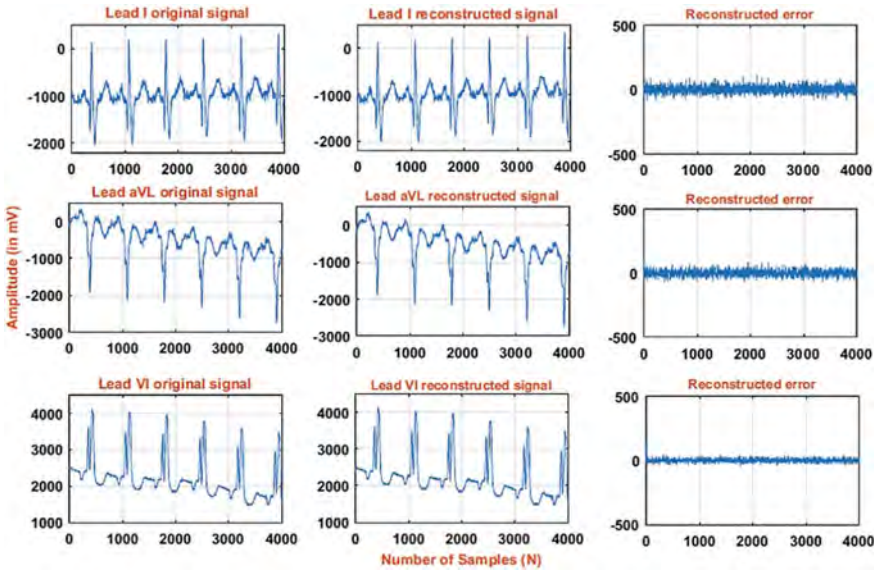 Lead I original signal
Lead I reconstructed signal
Reconstructed error
0
-1000
-2000
0 1000 2000 3000 4000
0
-1000
-2000
0 1000 2000 3000 4000
500
0
-500
0 1000 2000 3000 4000
Amplitude (in mV)
Lead aVL original signal
Lead aVL reconstructed signal
Reconstructed error
0
-1000
-2000
-3000
0 1000 2000 3000 4000
0
-1000
-2000
-3000
0 1000 2000 3000 4000
500
0
-500
0 1000 2000 3000 4000
Lead VI original signal
Lead VI reconstructed signal
Reconstructed error
4000
3000
2000
1000
0 1000 2000 3000 4000
4000
3000
2000
1000
0 1000 2000 3000 4000
500
0
-500
0 1000 2000 3000 4000
Number of Samples (N)